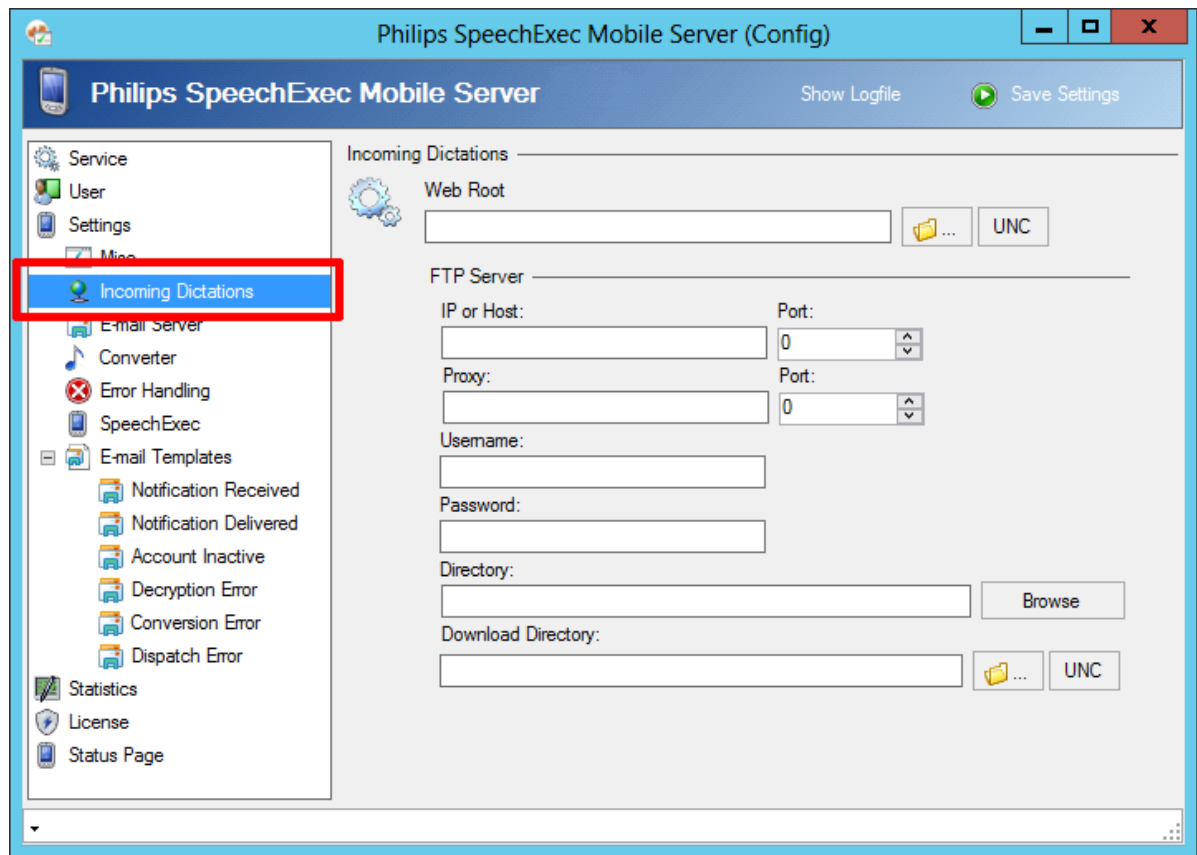 Philips SpeechExec Mobile Server (Config)
Philips SpeechExec Mobile Server
Show Logfile
Save Settings
Service
User
Settings
Misc
Incoming Dictations
E-mail Server
Converter
Error Handling
SpeechExec
E-mail Templates
Notification Received
Notification Delivered
Account Inactive
Decryption Error
Conversion Error
Dispatch Error
Statistics
License
Status Page
Incoming Dictations
Web Root
...
UNC
FTP Server
IP or Host:
Port:
0
Proxy:
Port:
0
Username:
Password:
Directory:
Browse
Download Directory:
...
UNC